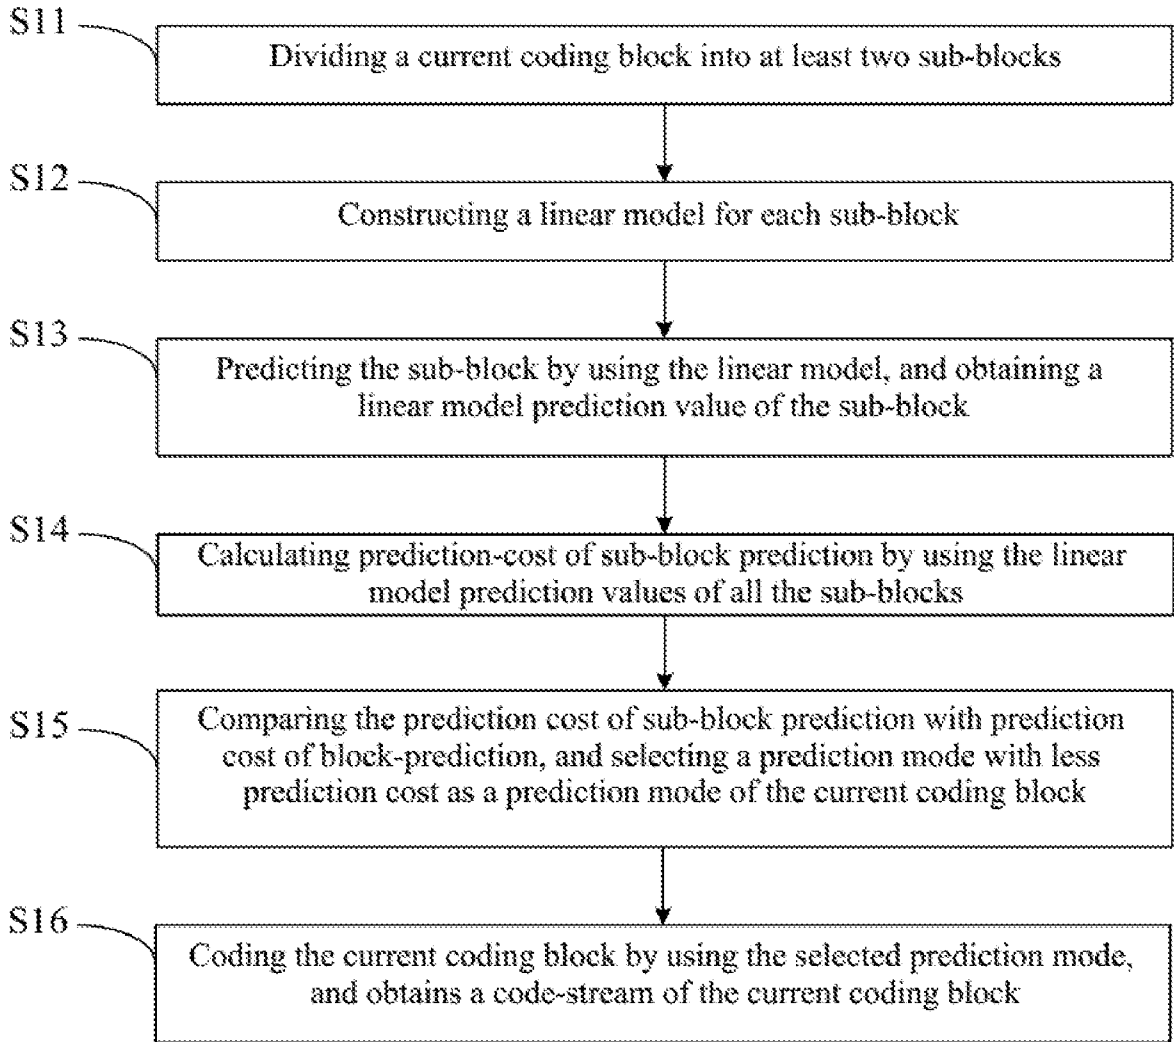 S11
Dividing a current coding block into at least two sub-blocks
S12
Constructing a linear model for each sub-block
S13
Predicting the sub-block by using the linear model, and obtaining a
linear model prediction value of the sub-block
S14
Calculating prediction-cost of sub-block prediction by using the linear
model prediction values of all the sub-blocks
S15
Comparing the prediction cost of sub-block prediction with prediction
cost of block-prediction, and selecting a prediction mode with less
prediction cost as a prediction mode of the current coding block
S16
Coding the current coding block by using the selected prediction mode,
and obtains a code-stream of the current coding block